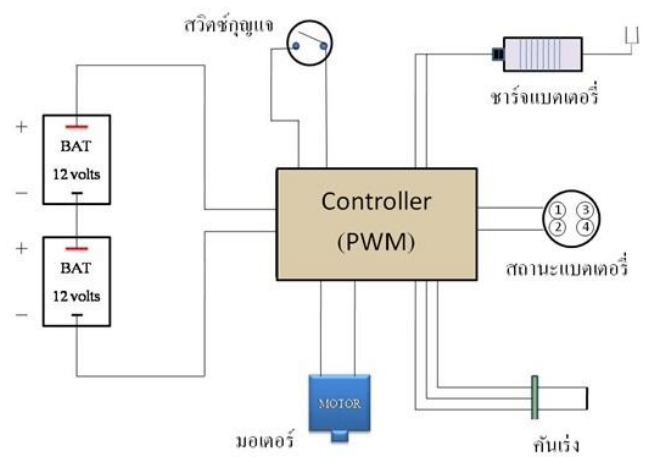 สวิตซ์กุญแจ
ชาร์จแบตเตอรี่
+
BAT
12 volts
−
+
BAT
12 volts
−
Controller
(PWM)
1 3
2 4
สถานะแบตเตอรี่
MOTOR
มอเตอร์
คันเร่ง